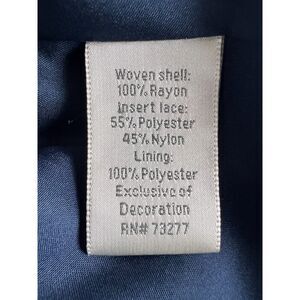 Woven shell:
100% Rayon
Insert lace:
55% Polyester
45% Nylon
Lining:
100% Polyester
Exclusive of
Decoration
RN# 73277